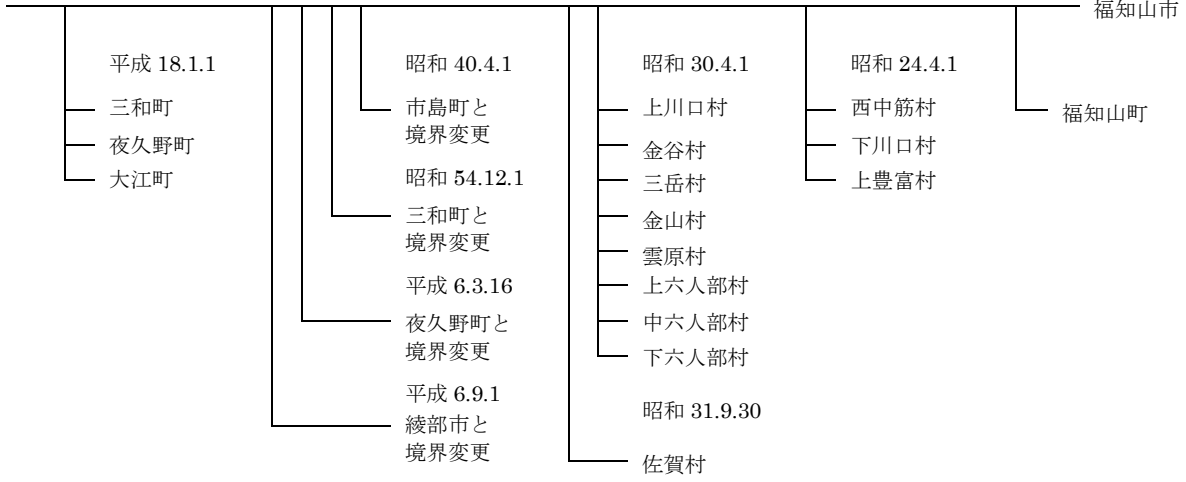 福知山市
平成 18.1.1
三和町
夜久野町
大江町
昭和 40.4.1
市島町と
境界変更
昭和 54.12.1
三和町と
境界変更
平成 6.3.16
夜久野町と
境界変更
平成 6.9.1
綾部市と
境界変更
昭和 30.4.1
上川口村
金谷村
三岳村
金山村
雲原村
上六人部村
中六人部村
下六人部村
昭和 31.9.30
佐賀村
昭和 24.4.1
西中筋村
下川口村
上豊富村
福知山町